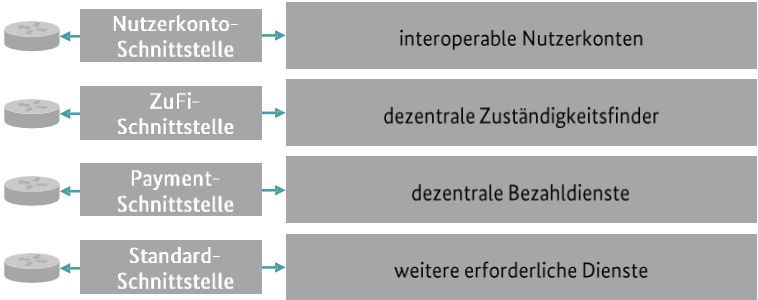 Nutzerkonto-
Schnittstelle
interoperable Nutzerkonten
ZuFi-
Schnittstelle
dezentrale Zuständigkeitsfinder
Payment-
Schnittstelle
dezentrale Bezahldienste
Standard-
Schnittstelle
weitere erforderliche Dienste